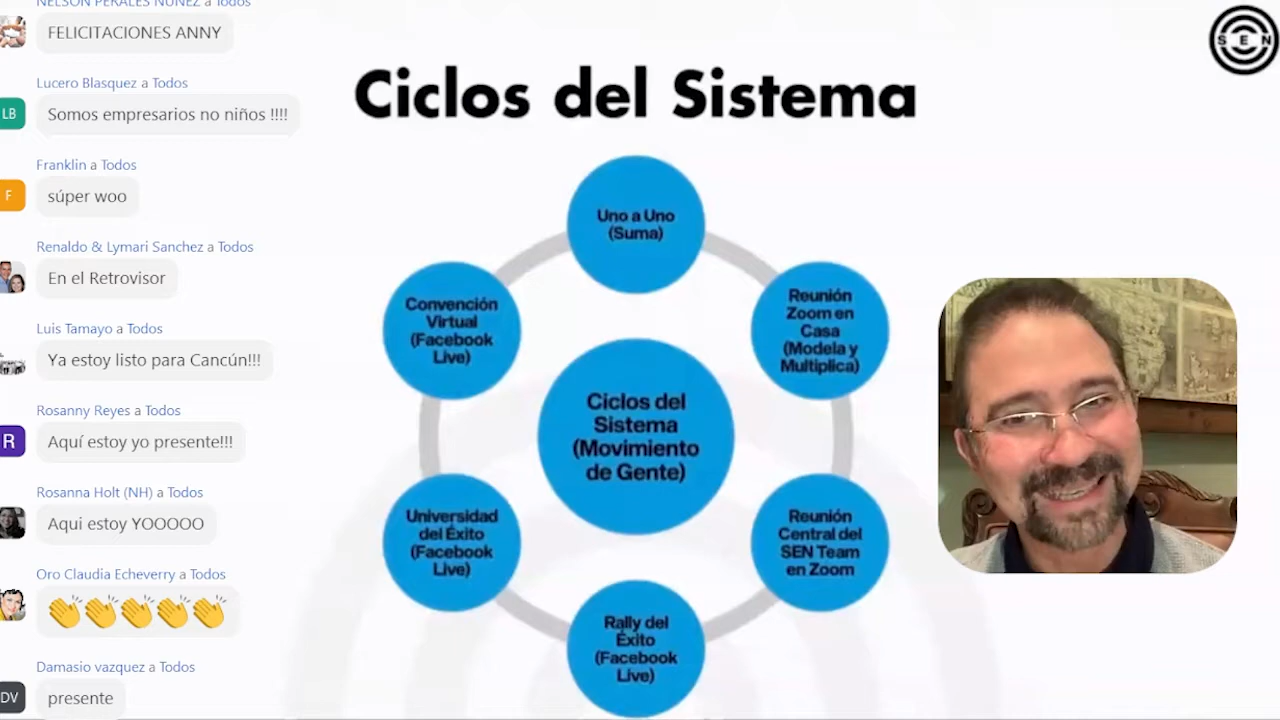 NELSON PERALES NUÑEZ a Todos
FELICITACIONES ANNY
Lucero Blasquez a Todos
LB
Somos empresarios no niños !!!!
Franklin a Todos
F
súper woo
Renaldo & Lymari Sanchez a Todos
En el Retrovisor
Luis Tamayo a Todos
Ya estoy listo para Cancún!!!
Rosanny Reyes a Todos
R
Aquí estoy yo presente!!!
Rosanna Holt (NH) a Todos
Aqui estoy YOOOOO
Oro Claudia Echeverry a Todos
👏👏👏👏👏
Damasio vazquez a Todos
DV
presente
Ciclos del Sistema
Uno a Uno
(Suma)
Reunión
Zoom en
Casa
(Modela y
Multiplica)
Reunión
Central del
SEN Team
en Zoom
Rally del
Éxito
(Facebook
Live)
Universidad
del Éxito
(Facebook
Live)
Convención
Virtual
(Facebook
Live)
Ciclos del
Sistema
(Movimiento
de Gente)
SEN